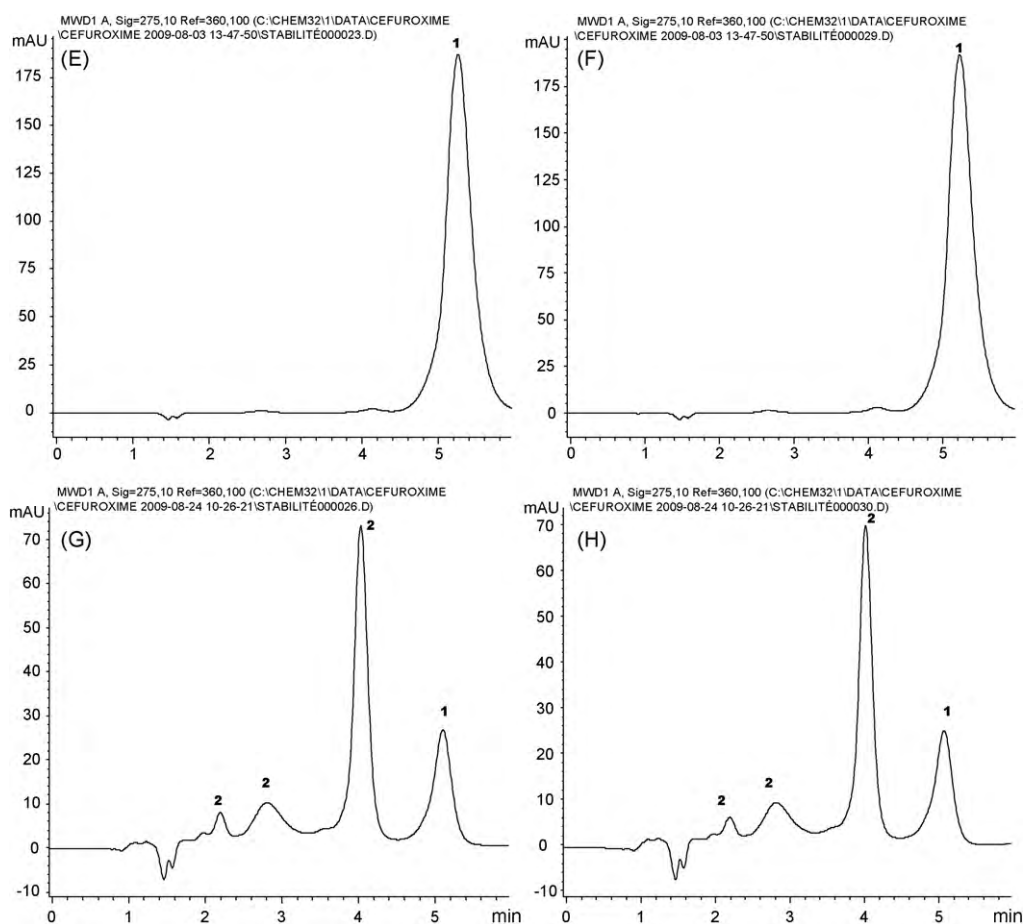 MWD1 A, Sig=275,10 Ref=360,100 (C:\CHEM32\1\DATA\CEFUROXIME
\CEFUROXIME 2009-08-03 13-47-50\STABILITÉ000023.D)
mAU
(E)
1
175
150
125
100
75
50
25
0
0 1 2 3 4 5
MWD1 A, Sig=275,10 Ref=360,100 (C:\CHEM32\1\DATA\CEFUROXIME
\CEFUROXIME 2009-08-03 13-47-50\STABILITÉ000029.D)
mAU
(F)
1
175
150
125
100
75
50
25
0
0 1 2 3 4 5
MWD1 A, Sig=275,10 Ref=360,100 (C:\CHEM32\1\DATA\CEFUROXIME
\CEFUROXIME 2009-08-24 10-26-21\STABILITÉ000026.D)
mAU
(G)
2
70
60
50
40
30
1
20
10
2
2
0
-10
0 1 2 3 4 5 min
MWD1 A, Sig=275,10 Ref=360,100 (C:\CHEM32\1\DATA\CEFUROXIME
\CEFUROXIME 2009-08-24 10-26-21\STABILITÉ000030.D)
mAU
(H)
2
70
60
50
40
30
1
20
10
2
2
0
-10
0 1 2 3 4 5 min